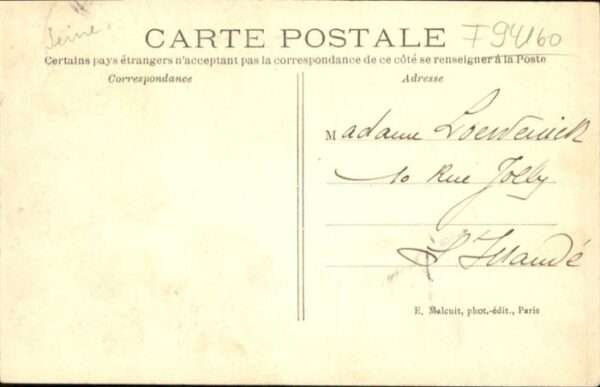 Seine.
F94160
CARTE POSTALE
Certains pays étrangers n'acceptant pas la correspondance de ce côté se renseigner à la Poste
Correspondance
Adresse
Madame
10 Rue Jolly
à St Mandé
E. Malcuit, phot.-édit., Paris